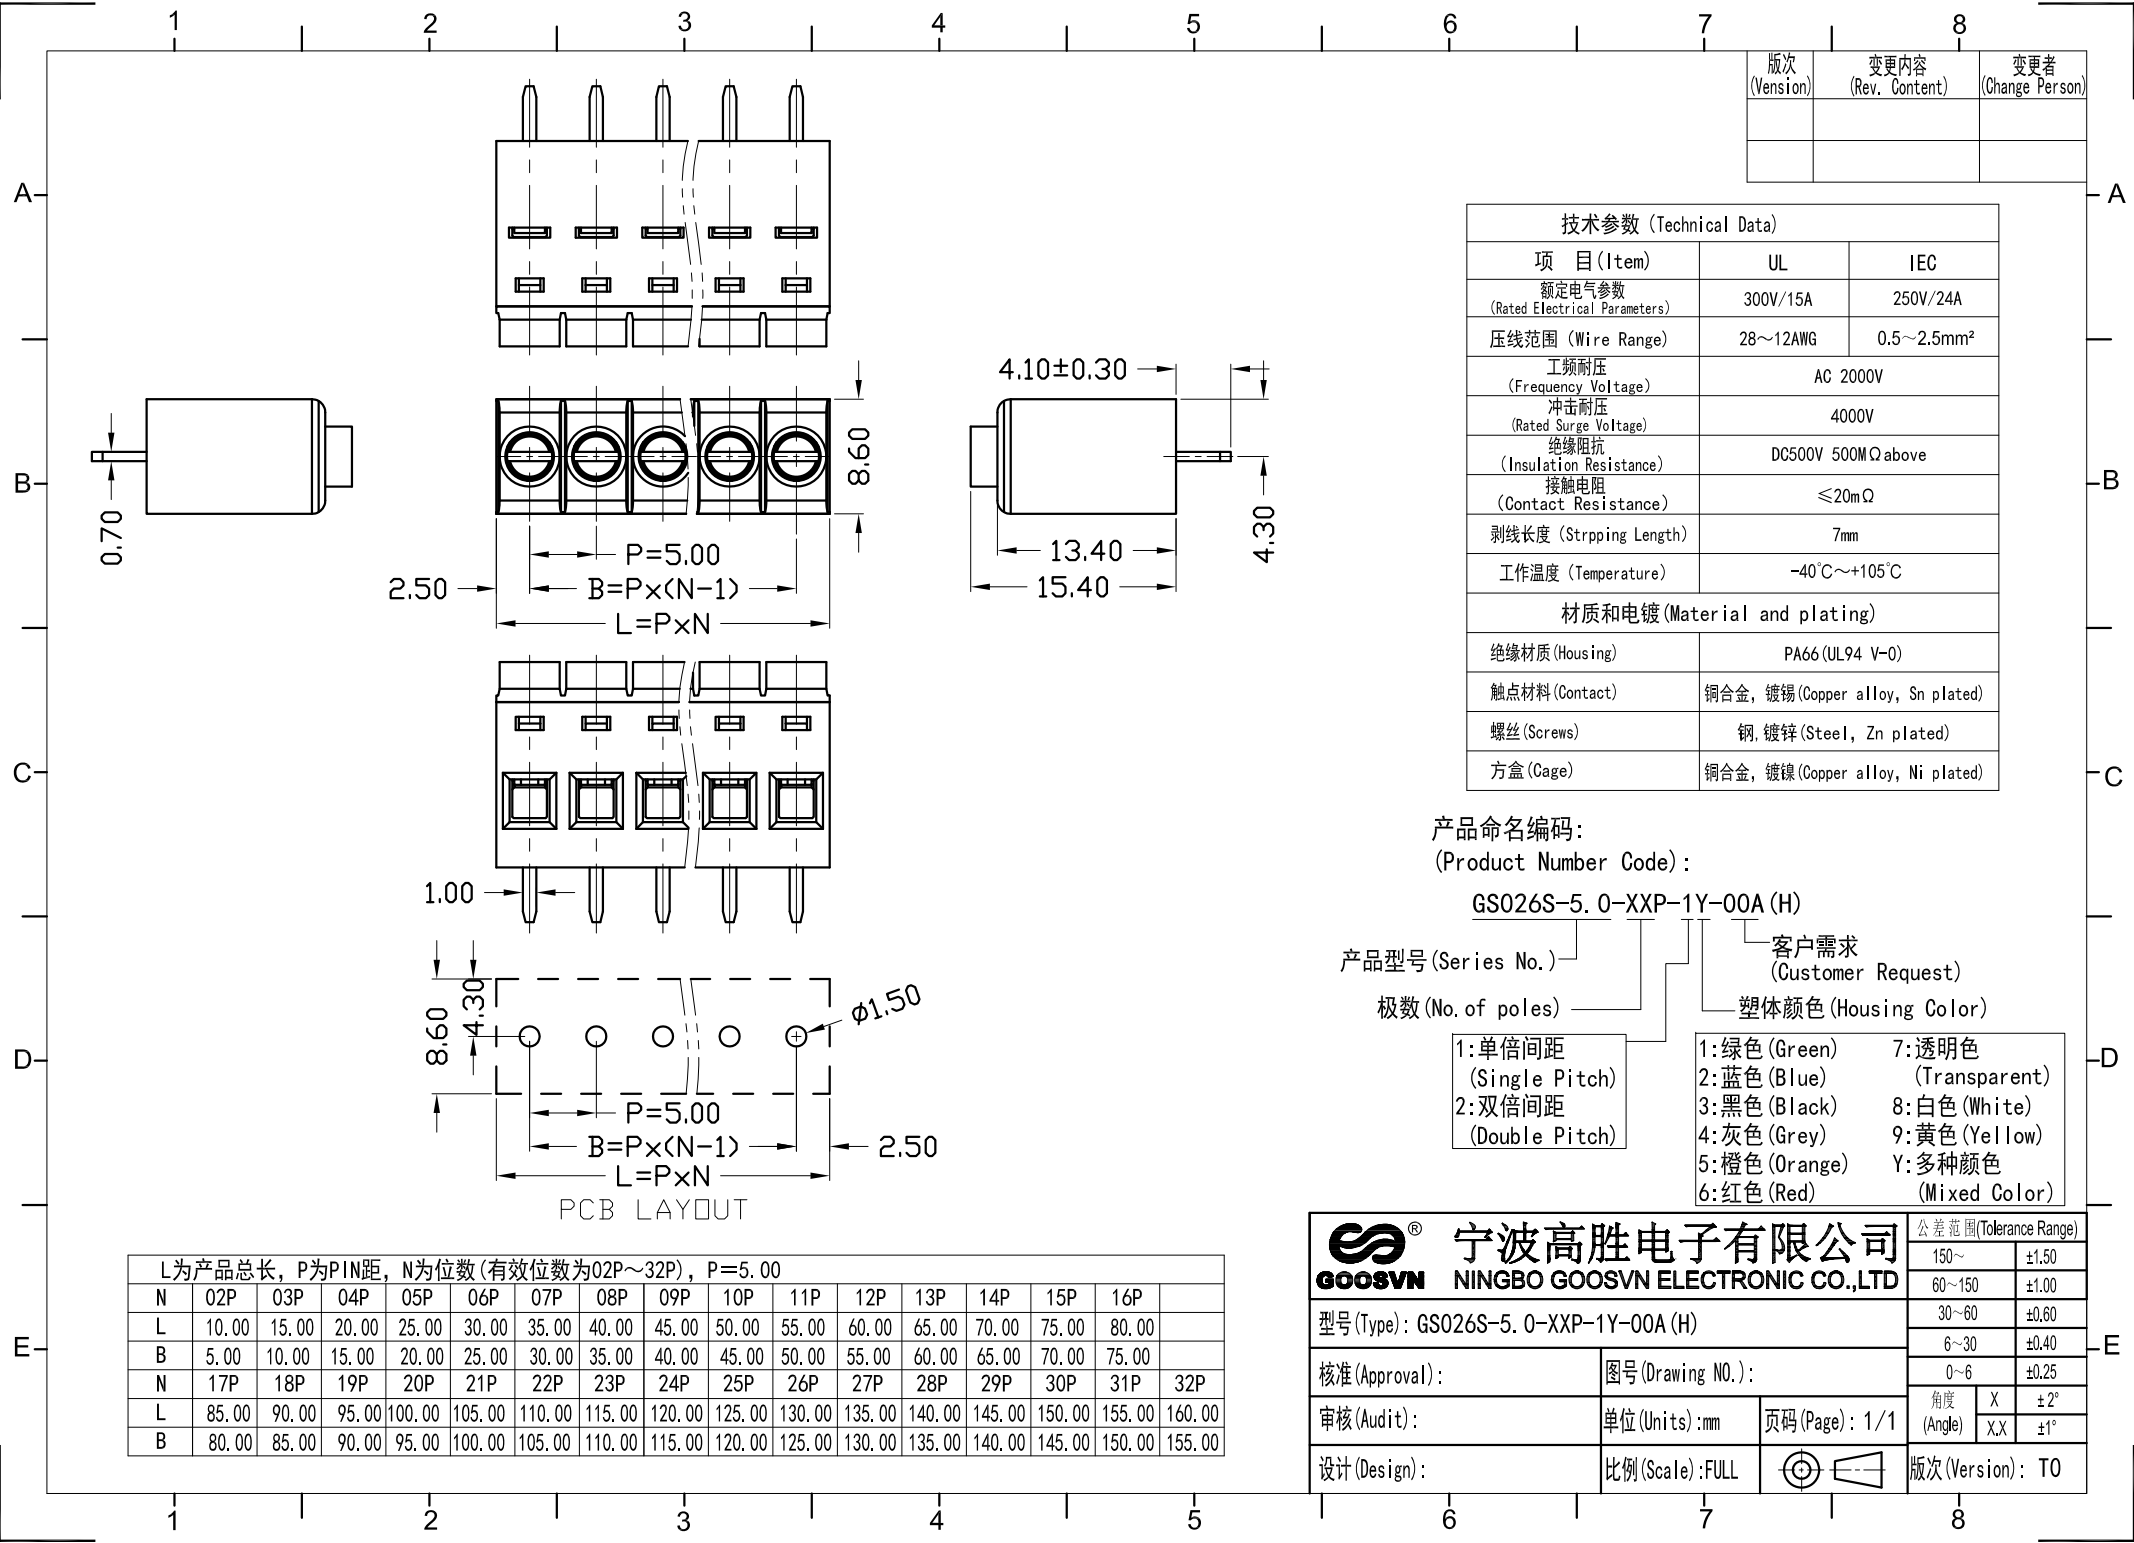 1 2 3 4 5 6 7 8
版次 变更内容 变更者
(Vension) (Rev. Content) (Change Person)
A A
技术参数 (Technical Data)
项 目(Item) UL IEC
额定电气参数
(Rated Electrical Parameters) 300V/15A 250V/24A
压线范围 (Wire Range) 28～12AWG 0.5～2.5mm²
工频耐压
(Frequency Voltage) AC 2000V
冲击耐压
(Rated Surge Voltage) 4000V
绝缘阻抗
(Insulation Resistance) DC500V 500MΩabove
接触电阻
(Contact Resistance) ≤20mΩ
剥线长度 (Strpping Length) 7mm
工作温度 (Temperature) -40℃～+105℃
材质和电镀(Material and plating)
绝缘材质(Housing) PA66(UL94 V-0)
触点材料(Contact) 铜合金, 镀锡(Copper alloy, Sn plated)
螺丝(Screws) 钢,镀锌(Steel, Zn plated)
方盒(Cage) 铜合金, 镀镍(Copper alloy, Ni plated)
B B
0.70
8.60
P=5.00
2.50
B=P×(N-1)
L=P×N
4.10±0.30
4.30
13.40
15.40
C C
1.00
产品命名编码:
(Product Number Code):
GS026S-5.0-XXP-1Y-00A(H)
客户需求
(Customer Request)
产品型号(Series No.)
极数(No.of poles)
塑体颜色(Housing Color)
1:单倍间距
(Single Pitch)
2:双倍间距
(Double Pitch)
1:绿色(Green) 7:透明色
2:蓝色(Blue) (Transparent)
3:黑色(Black) 8:白色(White)
4:灰色(Grey) 9:黄色(Yellow)
5:橙色(Orange) Y:多种颜色
6:红色(Red) (Mixed Color)
D D
8.60
4.30
ø1.50
P=5.00
B=P×(N-1)
2.50
L=P×N
PCB LAYOUT
L为产品总长, P为PIN距, N为位数(有效位数为02P～32P), P=5.00
N 02P 03P 04P 05P 06P 07P 08P 09P 10P 11P 12P 13P 14P 15P 16P
L 10.00 15.00 20.00 25.00 30.00 35.00 40.00 45.00 50.00 55.00 60.00 65.00 70.00 75.00 80.00
B 5.00 10.00 15.00 20.00 25.00 30.00 35.00 40.00 45.00 50.00 55.00 60.00 65.00 70.00 75.00
N 17P 18P 19P 20P 21P 22P 23P 24P 25P 26P 27P 28P 29P 30P 31P 32P
L 85.00 90.00 95.00 100.00 105.00 110.00 115.00 120.00 125.00 130.00 135.00 140.00 145.00 150.00 155.00 160.00
B 80.00 85.00 90.00 95.00 100.00 105.00 110.00 115.00 120.00 125.00 130.00 135.00 140.00 145.00 150.00 155.00
E E
®
GOOSVN
宁波高胜电子有限公司
NINGBO GOOSVN ELECTRONIC CO.,LTD
型号(Type): GS026S-5.0-XXP-1Y-00A(H)
核准(Approval): 图号(Drawing NO.):
审核(Audit): 单位(Units):mm 页码(Page): 1/1
设计(Design): 比例(Scale):FULL
公差范围(Tolerance Range)
150～ ±1.50
60～150 ±1.00
30～60 ±0.60
6～30 ±0.40
0～6 ±0.25
角度 X ±2°
(Angle) X.X ±1°
版次(Version): T0
1 2 3 4 5 6 7 8